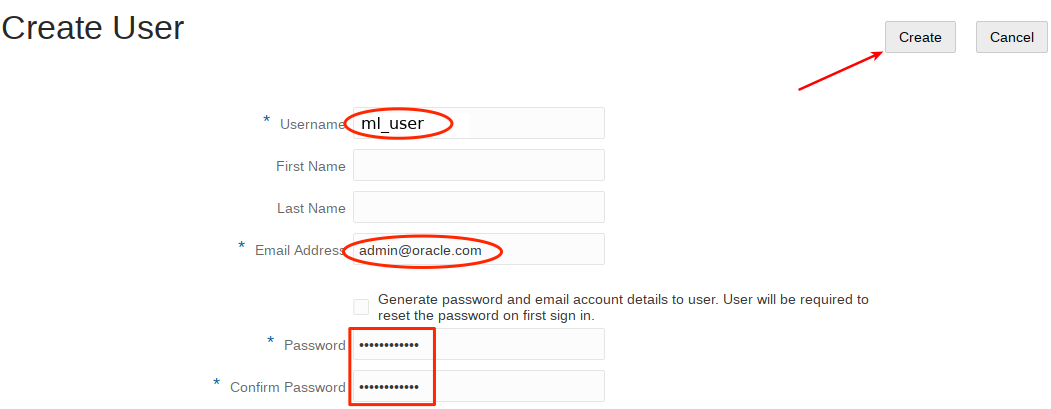 Create User
Create
Cancel
* Username ml_user
First Name
Last Name
* Email Address admin@oracle.com
Generate password and email account details to user. User will be required to
reset the password on first sign in.
* Password ••••••••••••
* Confirm Password ••••••••••••